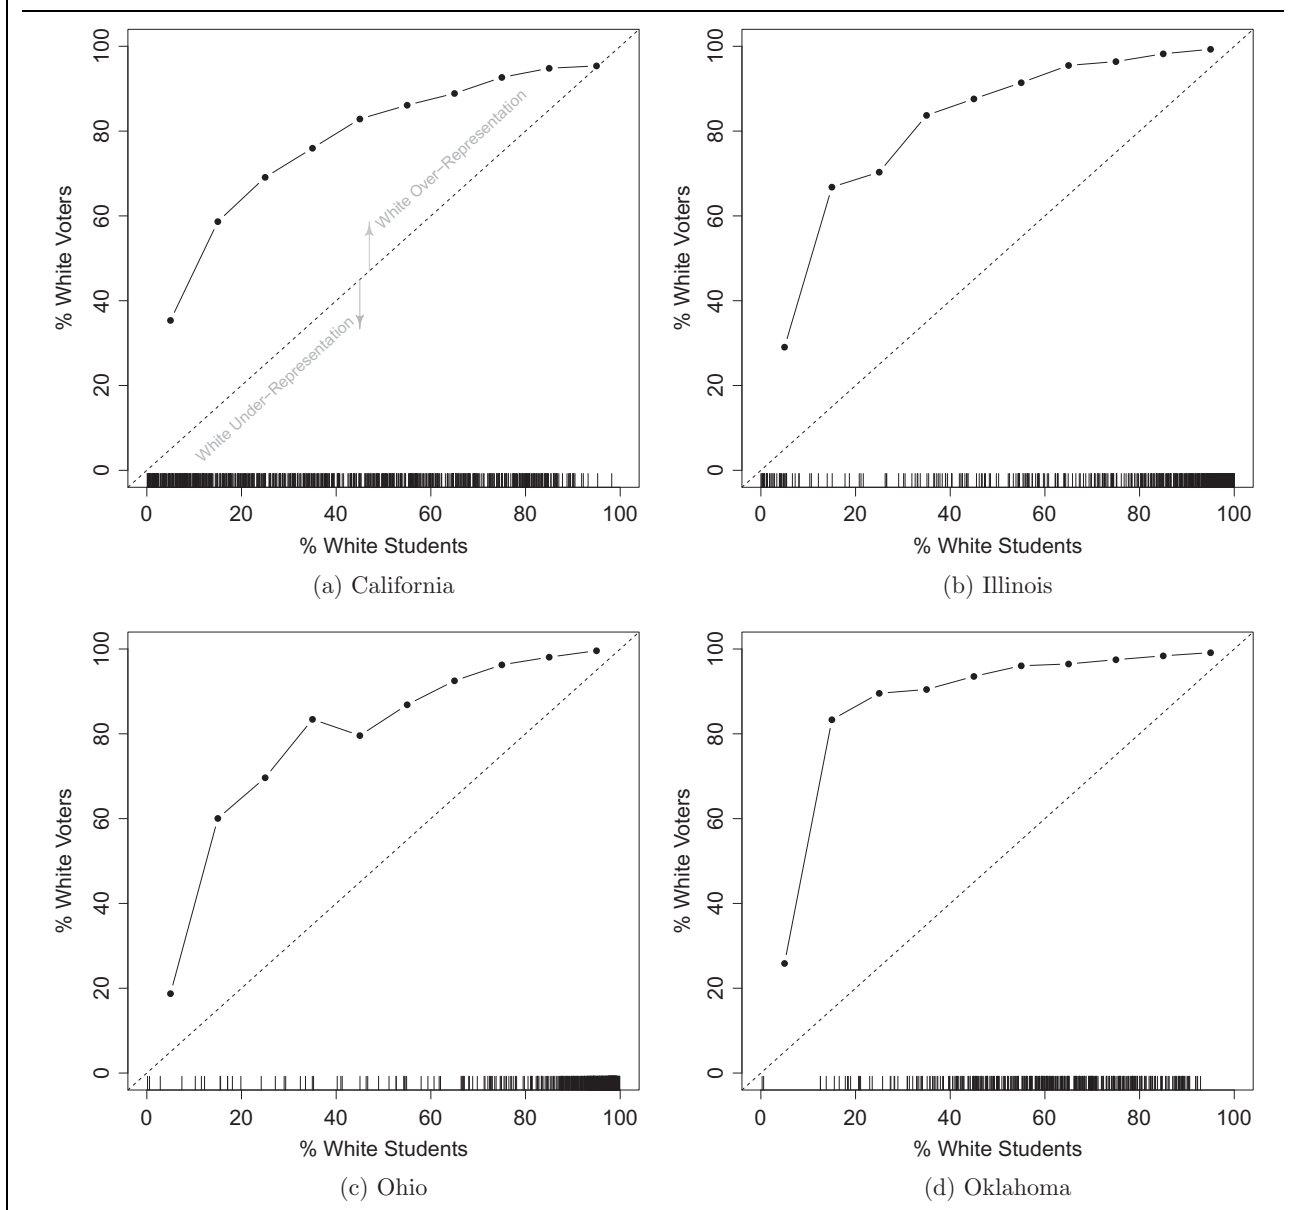 100
80
60
40
20
0
% White Voters
White Over−Representation
White Under−Representation
0 20 40 60 80 100
% White Students
(a) California
100
80
60
40
20
0
% White Voters
0 20 40 60 80 100
% White Students
(b) Illinois
100
80
60
40
20
0
% White Voters
0 20 40 60 80 100
% White Students
(c) Ohio
100
80
60
40
20
0
% White Voters
0 20 40 60 80 100
% White Students
(d) Oklahoma